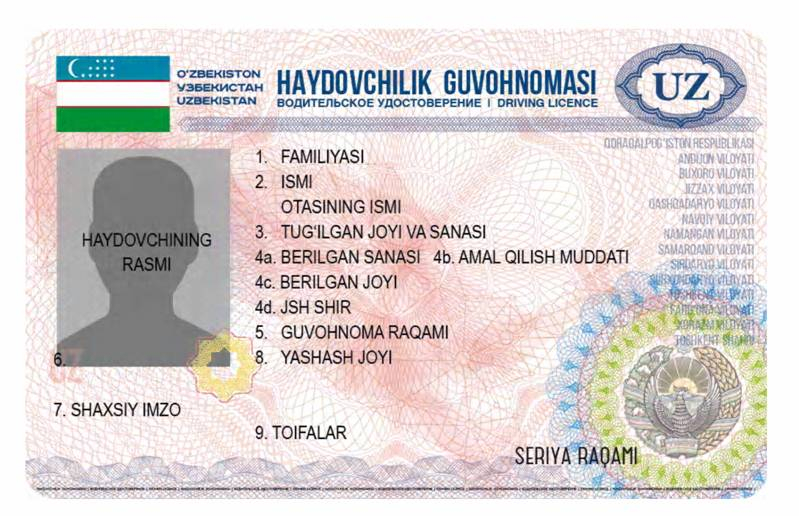 O'ZBEKISTON
УЗБЕКИСТАН
UZBEKISTAN
HAYDOVCHILIK GUVOHNOMASI
ВОДИТЕЛЬСКОЕ УДОСТОВЕРЕНИЕ | DRIVING LICENCE
UZ
QORAQALPOG'ISTON RESPUBLIKASI
ANDIJON VILOYATI
BUXORO VILOYATI
JIZZAX VILOYATI
QASHQADARYO VILOYATI
NAVOIY VILOYATI
NAMANGAN VILOYATI
SAMARQAND VILOYATI
SIRDARYO VILOYATI
SURXONDARYO VILOYATI
TOSHKENT VILOYATI
FARG'ONA VILOYATI
XORAZM VILOYATI
TOSHKENT SHAHRI
HAYDOVCHINING
RASMI
1. FAMILIYASI
2. ISMI
OTASINING ISMI
3. TUG‘ILGAN JOYI VA SANASI
4a. BERILGAN SANASI 4b. AMAL QILISH MUDDATI
4c. BERILGAN JOYI
4d. JSH SHIR
5. GUVOHNOMA RAQAMI
8. YASHASH JOYI
6.
UZ
7. SHAXSIY IMZO
9. TOIFALAR
SERIYA RAQAMI